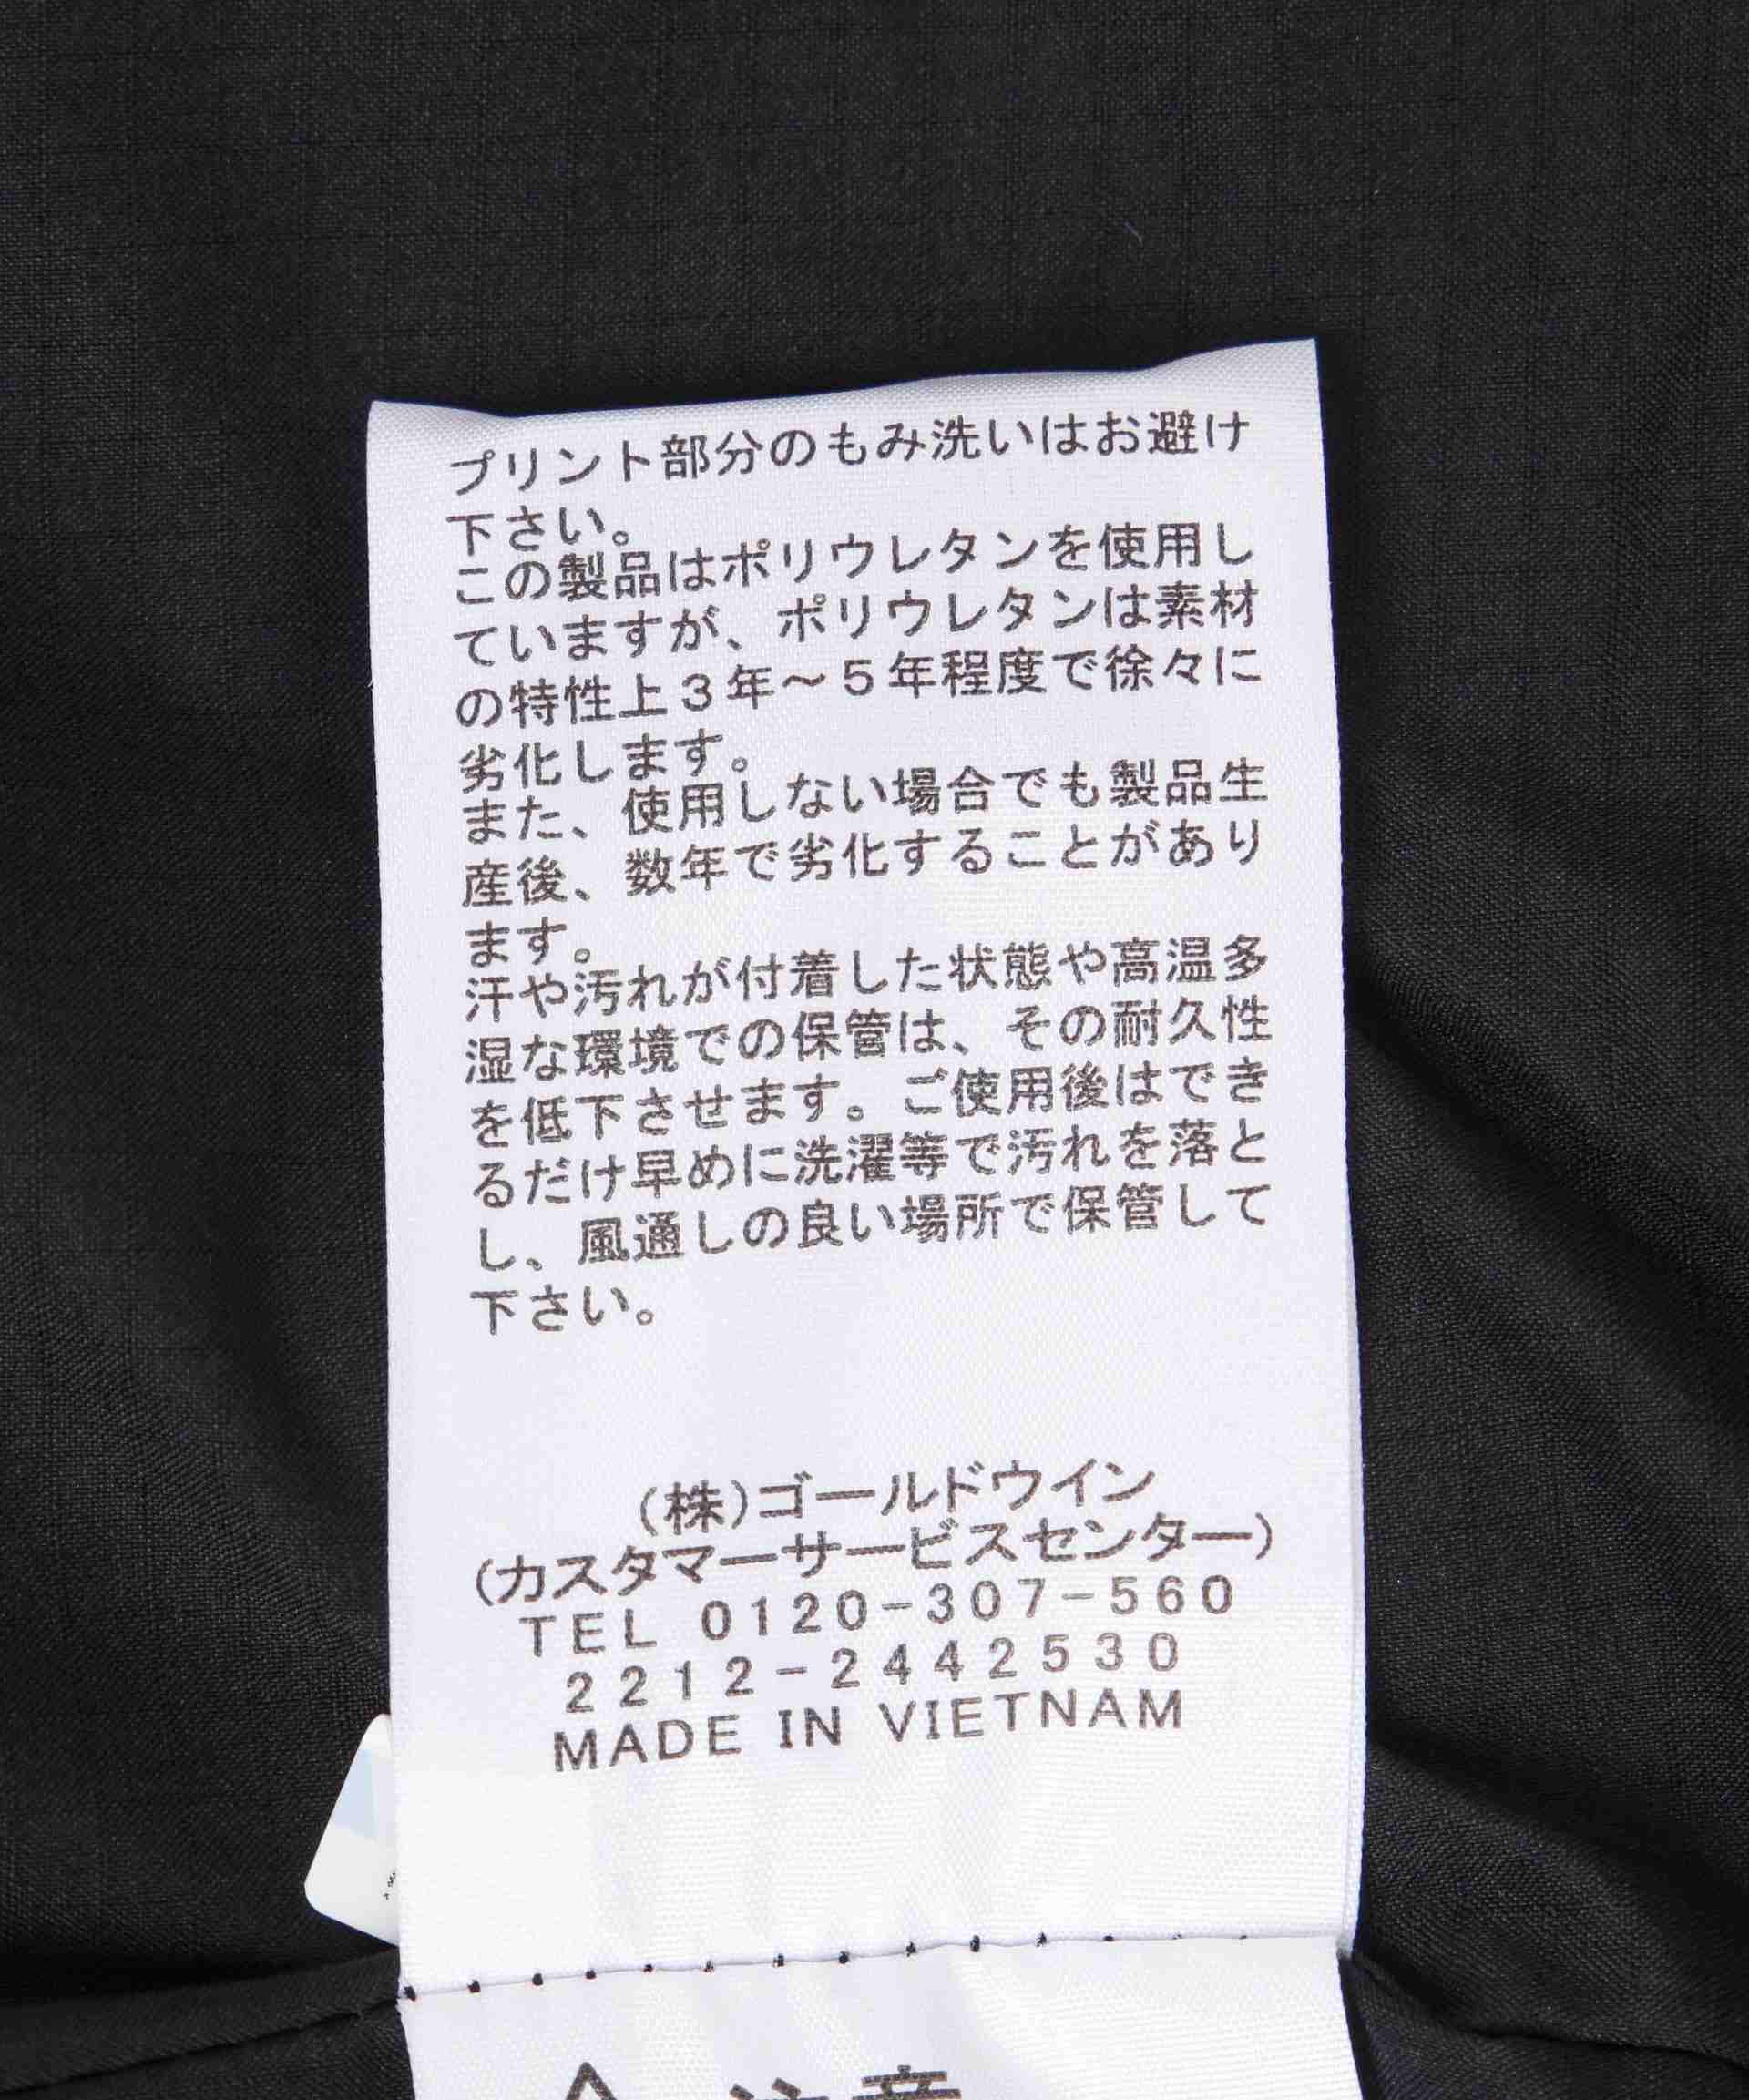 プリント部分のもみ洗いはお避け
下さい。
この製品はポリウレタンを使用し
ていますが、ポリウレタンは素材
の特性上3年～5年程度で徐々に
劣化します。
また、使用しない場合でも製品生
産後、数年で劣化することがあり
ます。
汗や汚れが付着した状態や高温多
湿な環境での保管は、その耐久性
を低下させます。ご使用後はでき
るだけ早めに洗濯等で汚れを落と
し、風通しの良い場所で保管して
下さい。
(株)ゴールドウイン
(カスタマーサービスセンター)
TEL 0120-307-560
2212-2442530
MADE IN VIETNAM
注意